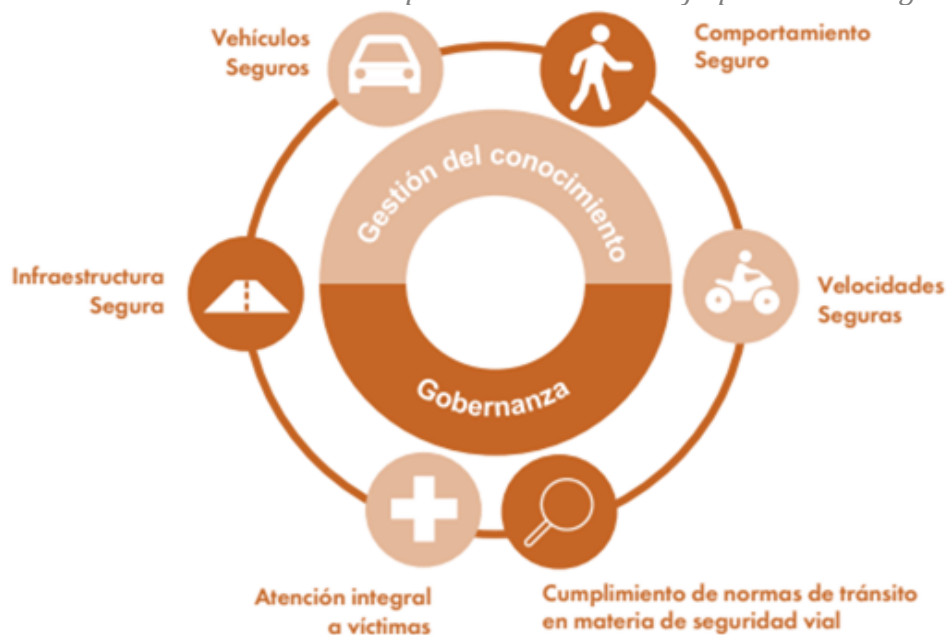 Vehículos
Seguros
Comportamiento
Seguro
Gestión del conocimiento
Infraestructura
Segura
Velocidades
Seguras
Gobernanza
Atención integral
a víctimas
Cumplimiento de normas de tránsito
en materia de seguridad vial